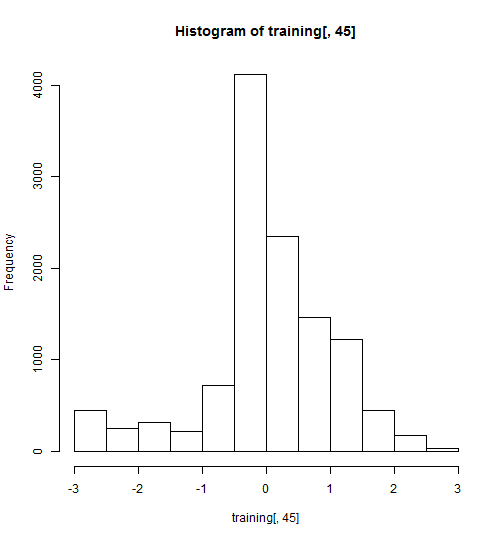 Histogram of training[, 45]
Frequency
4000
3000
2000
1000
0
-3 -2 -1 0 1 2 3
training[, 45]